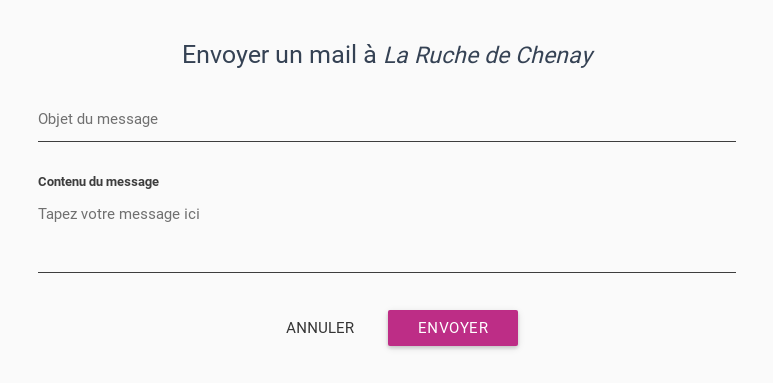 Envoyer un mail à La Ruche de Chenay
Objet du message
Contenu du message
Tapez votre message ici
ANNULER ENVOYER